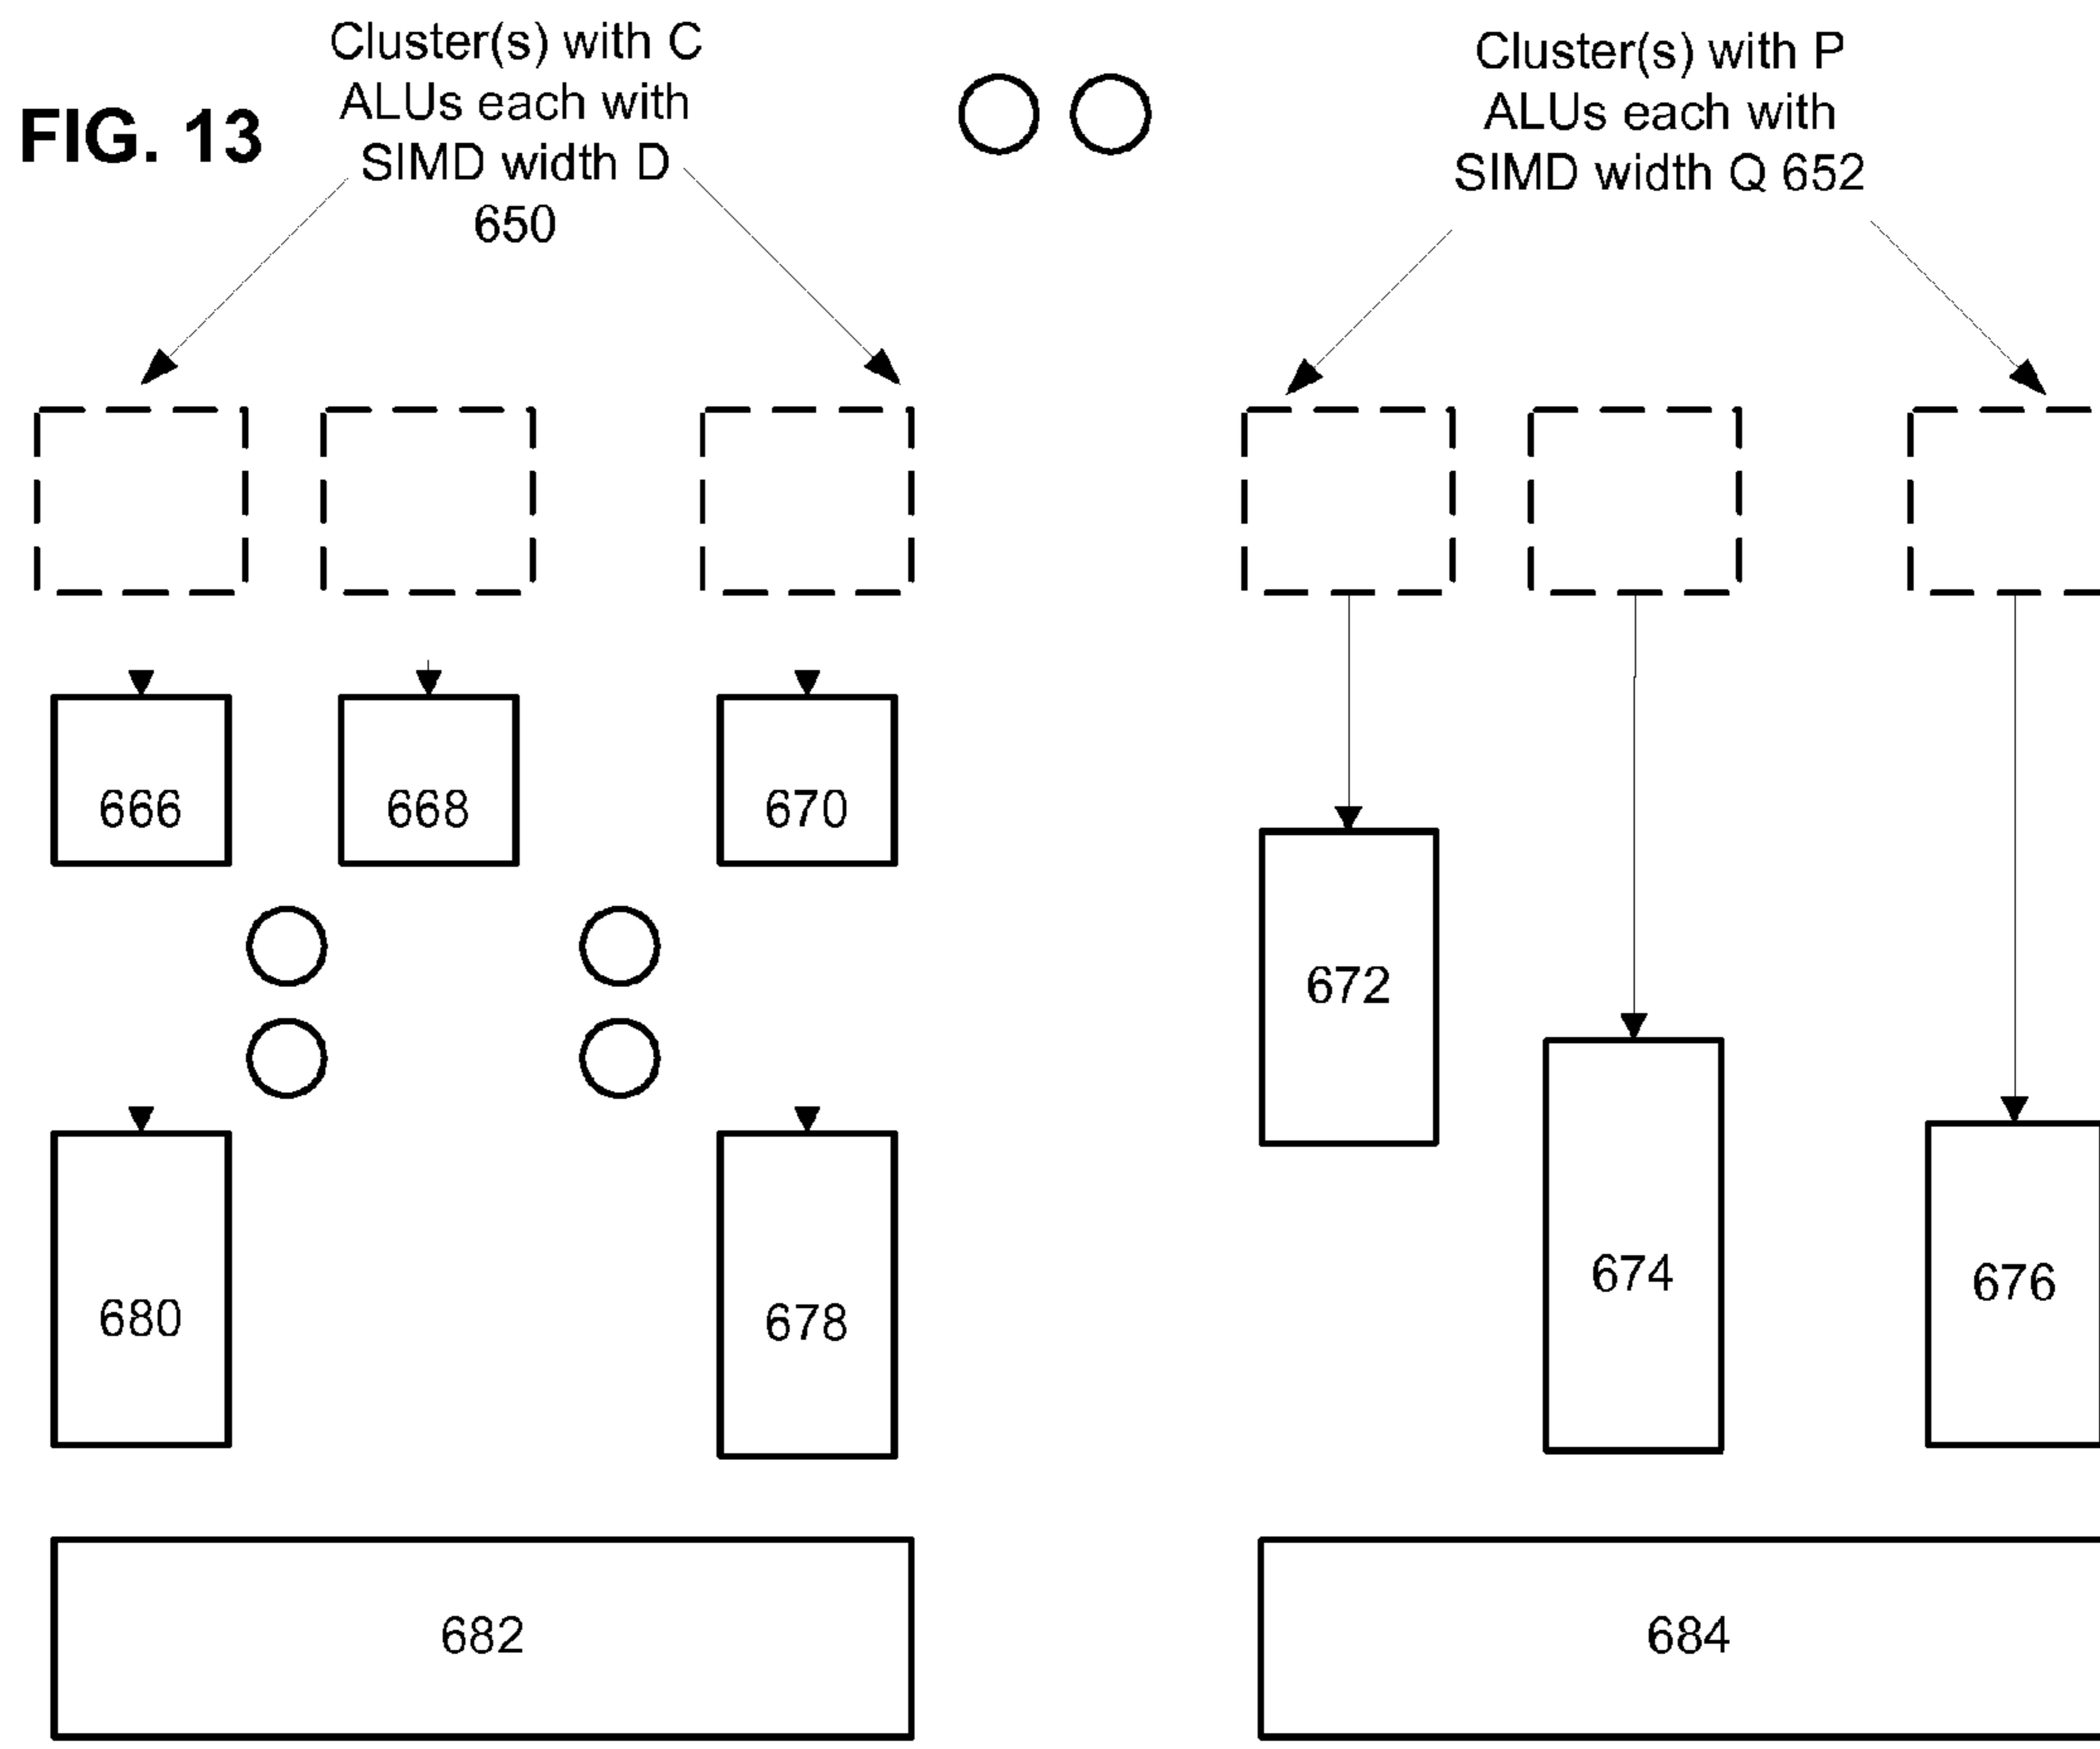 FIG. 13
Cluster(s) with C
ALUs each with
SIMD width D
650
Cluster(s) with P
ALUs each with
SIMD width Q 652
666
668
670
672
674
676
680
678
682
684